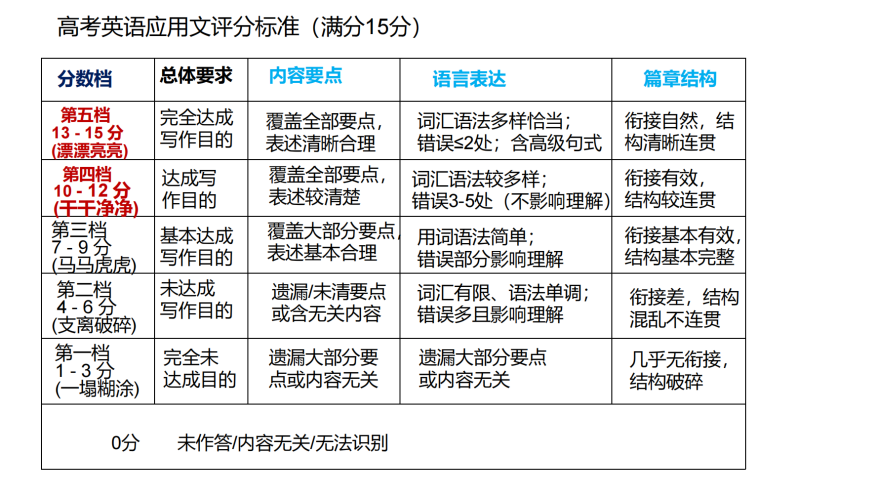 高考英语应用文评分标准（满分15分）
分数档
总体要求
内容要点
语言表达
篇章结构
第五档
13 - 15 分
(漂漂亮亮)
完全达成
写作目的
覆盖全部要点，
表述清晰合理
词汇语法多样恰当；
错误≤2处；含高级句式
衔接自然，结
构清晰连贯
第四档
10 - 12 分
(干干净净)
达成写
作目的
覆盖全部要点，
表述较清楚
词汇语法较多样；
错误3-5处（不影响理解）
衔接有效，
结构较连贯
第三档
7 - 9 分
(马马虎虎)
基本达成
写作目的
覆盖大部分要点，
表述基本合理
用词语法简单；
错误部分影响理解
衔接基本有效，
结构基本完整
第二档
4 - 6 分
(支离破碎)
未达成
写作目的
遗漏/未清要点
或含无关内容
词汇有限、语法单调；
错误多且影响理解
衔接差，结构
混乱不连贯
第一档
1 - 3 分
(一塌糊涂)
完全未
达成目的
遗漏大部分要
点或内容无关
遗漏大部分要点
或内容无关
几乎无衔接，
结构破碎
0分 未作答/内容无关/无法识别